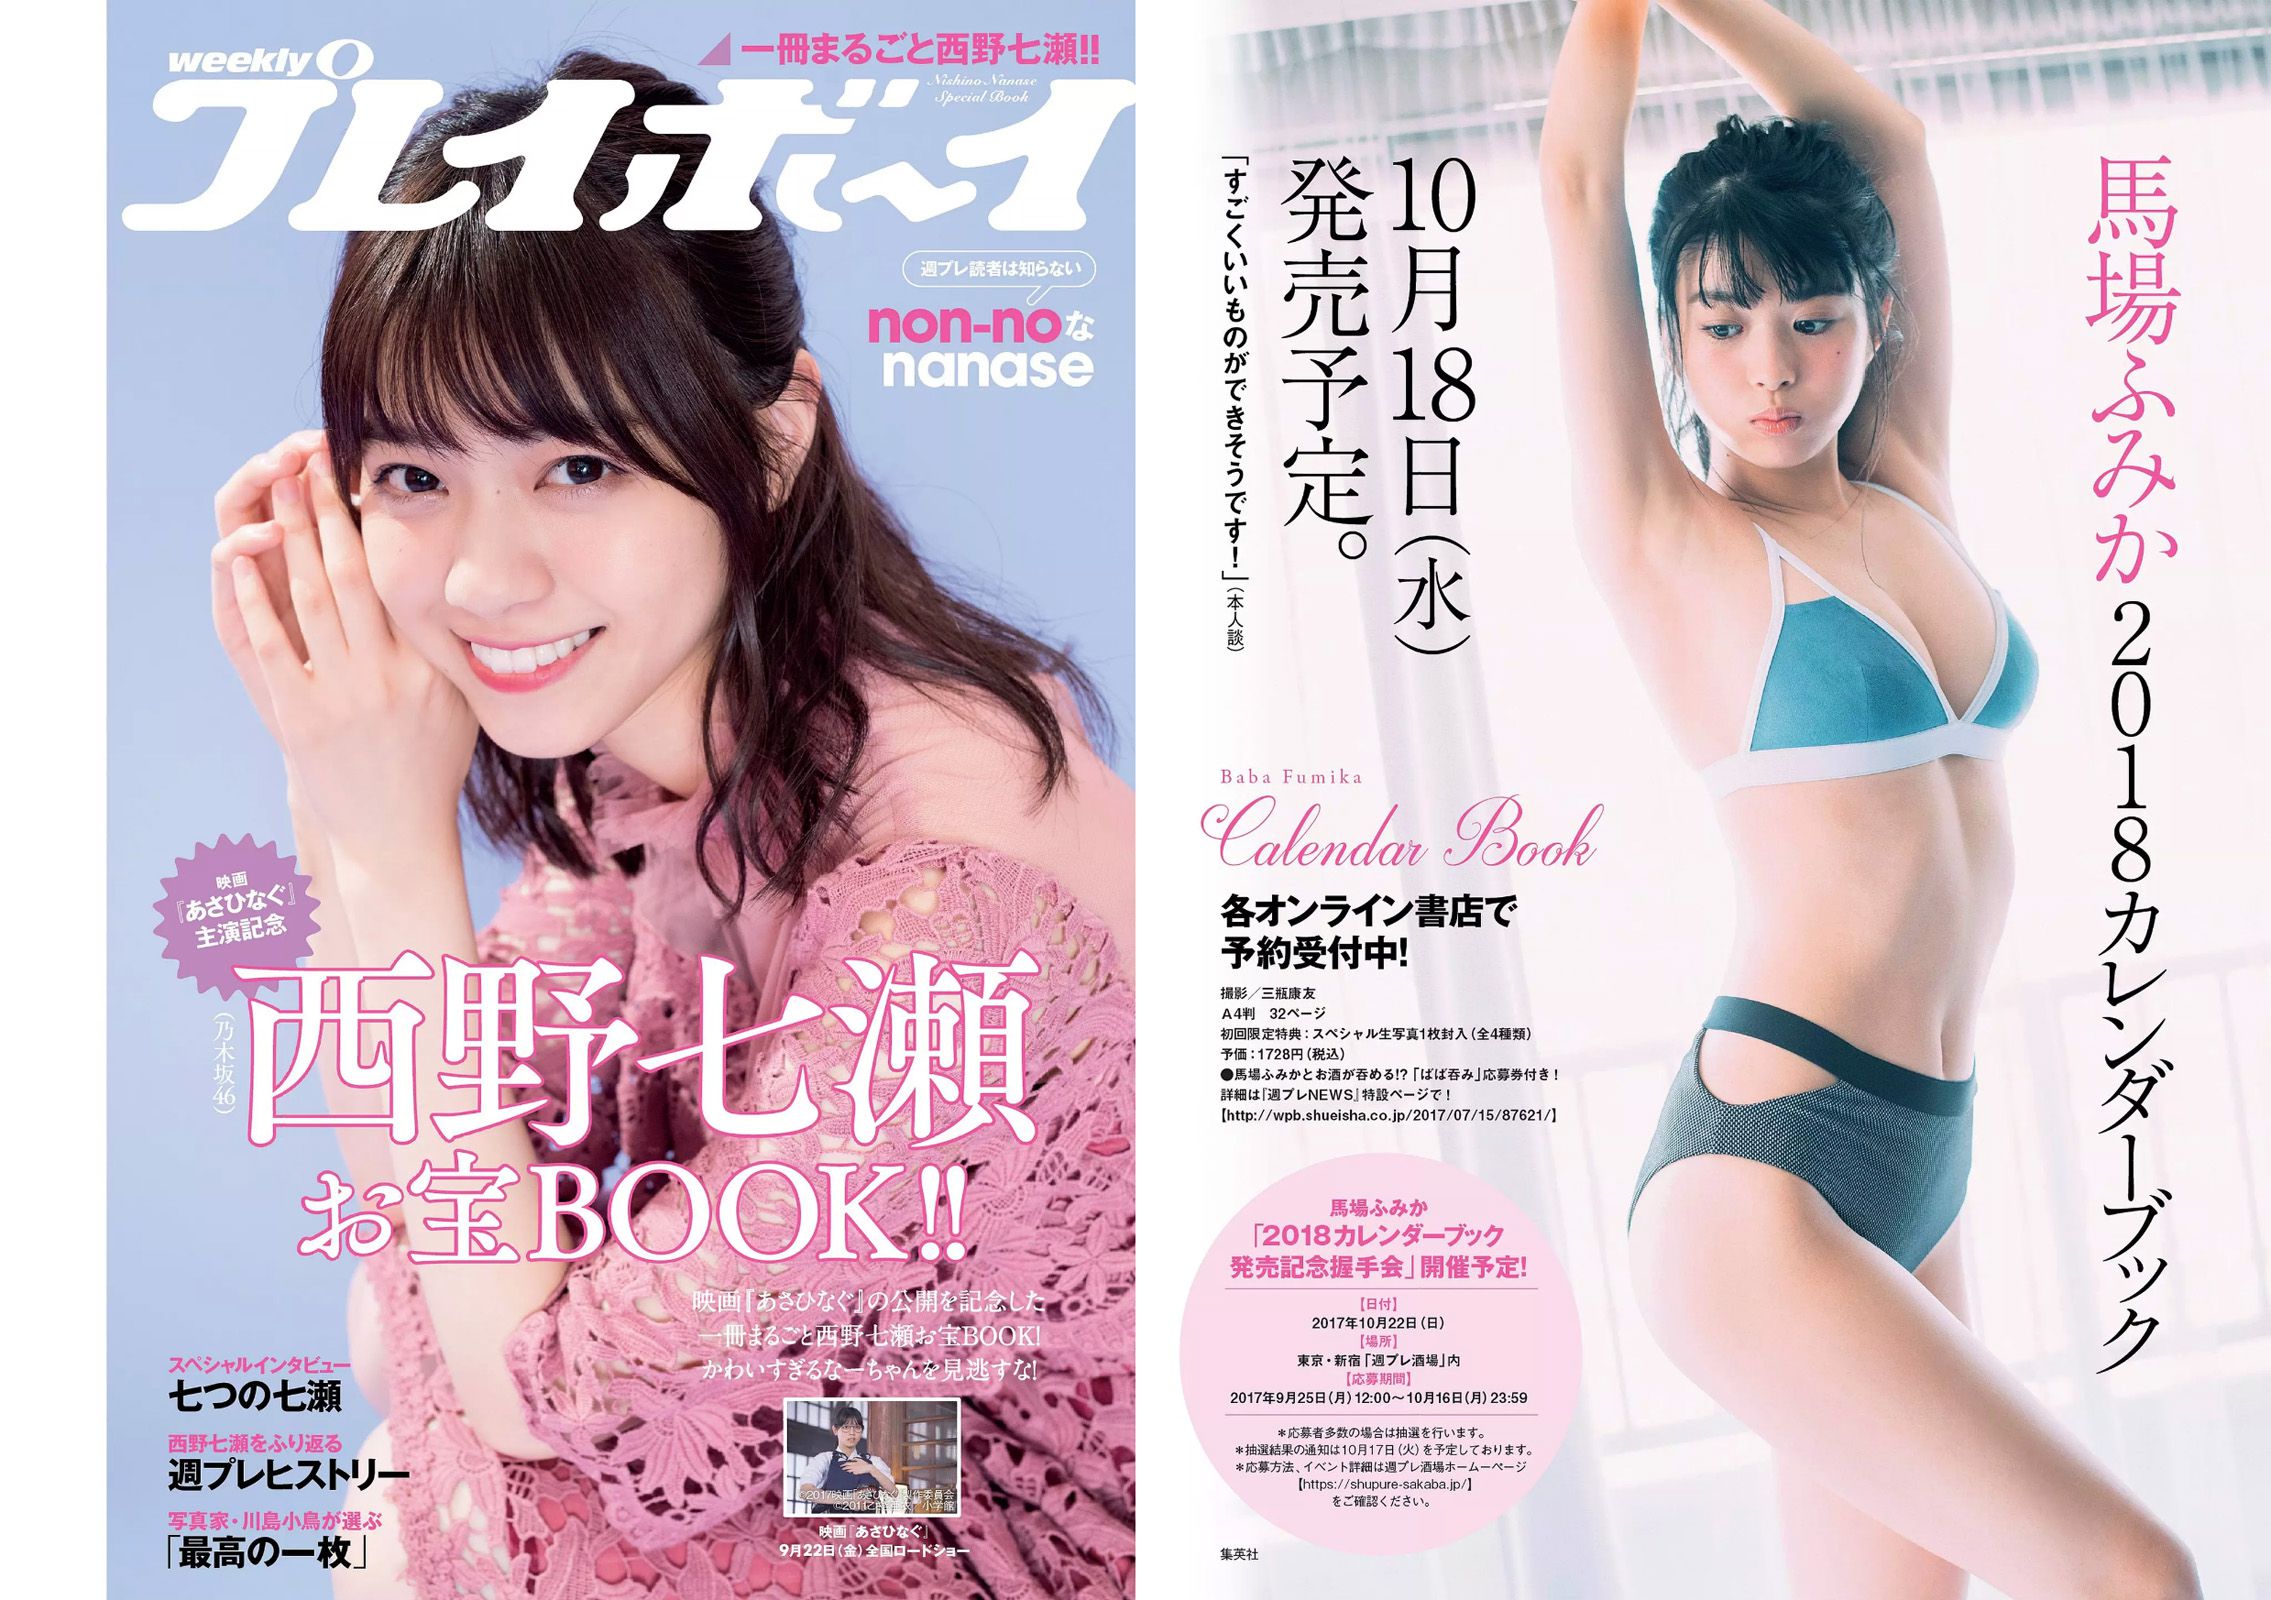 weekly
プレイボーイ
一冊まるごと西野七瀬!!
Nishino Nanase
Special Book
週プレ読者は知らない
non-noな
nanase
映画
『あさひなぐ』
主演記念
西野七瀬
(乃木坂46)
お宝BOOK!!
映画『あさひなぐ』の公開を記念した
一冊まるごと西野七瀬お宝BOOK!
かわいすぎるなーちゃんを見逃すな!
スペシャルインタビュー
七つの七瀬
西野七瀬をふり返る
週プレヒストリー
写真家・川島小鳥が選ぶ
「最高の一枚」
©2017映画「あさひなぐ」製作委員会
映画『あさひなぐ』
9月22日(金)全国ロードショー
馬場ふみか2018カレンダーブック
10月18日(水)
発売予定。
「すごくいいものができそうです!」(本人談)
Baba Fumika
Calendar Book
各オンライン書店で
予約受付中!
撮影/三瓶康友
A4判 32ページ
初回限定特典:スペシャル生写真1枚封入(全4種類)
予価:1728円(税込)
●馬場ふみかとお酒が呑める!?「ばば呑み」応募券付き!
詳細は『週プレNEWS』特設ページで!
【http://wpb.shueisha.co.jp/2017/07/15/87621/】
馬場ふみか
「2018カレンダーブック
発売記念握手会」開催予定!
【日付】
2017年10月22日(日)
【場所】
東京・新宿「週プレ酒場」内
【応募期間】
2017年9月25日(月)12:00〜10月16日(月)23:59
*応募者多数の場合は抽選を行います。
*抽選結果の通知は10月17日(火)を予定しております。
*応募方法、イベント詳細は週プレ酒場ホームーページ
【https://shupure-sakaba.jp/】
をご確認ください。
集英社